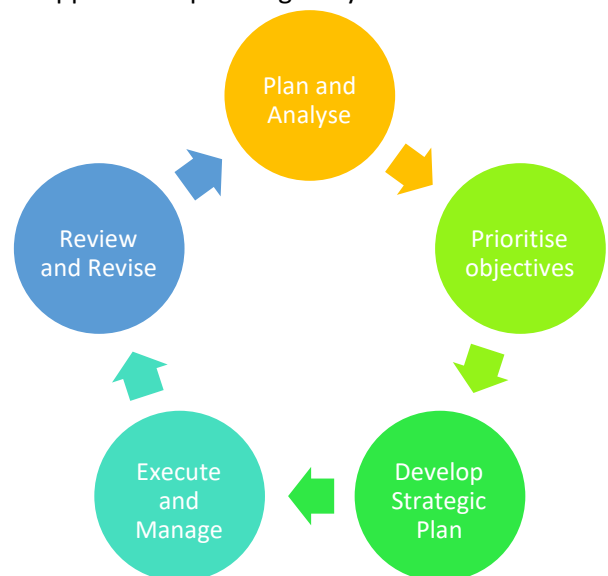 Plan and
Analyse
Prioritise
objectives
Develop
Strategic
Plan
Execute
and
Manage
Review
and Revise